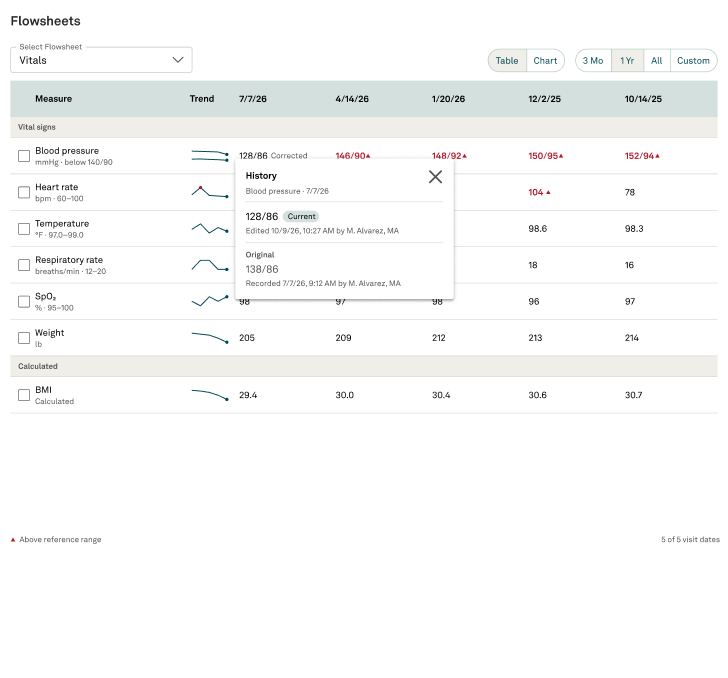 Flowsheets
Select Flowsheet
Vitals
Table Chart 3 Mo 1 Yr All Custom
Measure Trend 7/7/26 4/14/26 1/20/26 12/2/25 10/14/25
Vital signs
Blood pressure
mmHg · below 140/90
128/86 Corrected 146/90▲ 148/92▲ 150/95▲ 152/94▲
Heart rate
bpm · 60–100
104 ▲ 78
Temperature
°F · 97.0–99.0
98.6 98.3
Respiratory rate
breaths/min · 12–20
18 16
SpO₂
% · 95–100
98 97 98 96 97
Weight
lb
205 209 212 213 214
Calculated
BMI
Calculated
29.4 30.0 30.4 30.6 30.7
History
Blood pressure · 7/7/26
128/86 Current
Edited 10/9/26, 10:27 AM by M. Alvarez, MA
Original
138/86
Recorded 7/7/26, 9:12 AM by M. Alvarez, MA
▲ Above reference range
5 of 5 visit dates